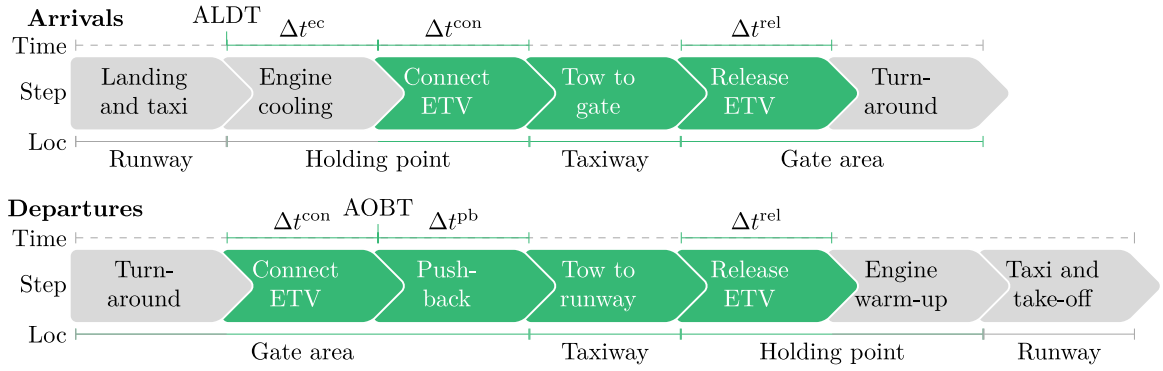 Arrivals
ALDT
Δt^ec Δt^con Δt^rel
Time
Step
Landing and taxi
Engine cooling
Connect ETV
Tow to gate
Release ETV
Turn-around
Loc
Runway Holding point Taxiway Gate area
Departures
AOBT
Δt^con Δt^pb Δt^rel
Time
Step
Turn-around
Connect ETV
Push-back
Tow to runway
Release ETV
Engine warm-up
Taxi and take-off
Loc
Gate area Taxiway Holding point Runway